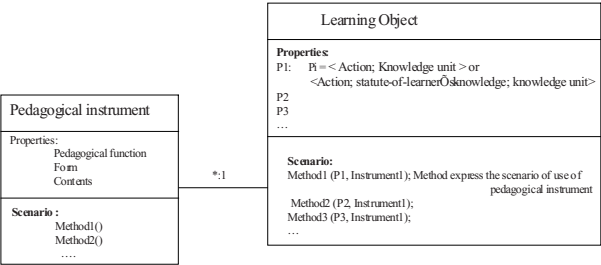 Learning Object
Properties:
P1: Pi = < Action; Knowledge unit > or
<Action; statute-of-learnerÕsknowledge; knowledge unit>
P2
P3
…
Scenario:
Method1 (P1, Instrument1); Method express the scenario of use of
pedagogical instrument
Method2 (P2, Instrument1);
Method3 (P3, Instrument1);
…
Pedagogical instrument
Properties:
Pedagogical function
Form
Contents
Scenario :
Method1()
Method2()
….
*:1